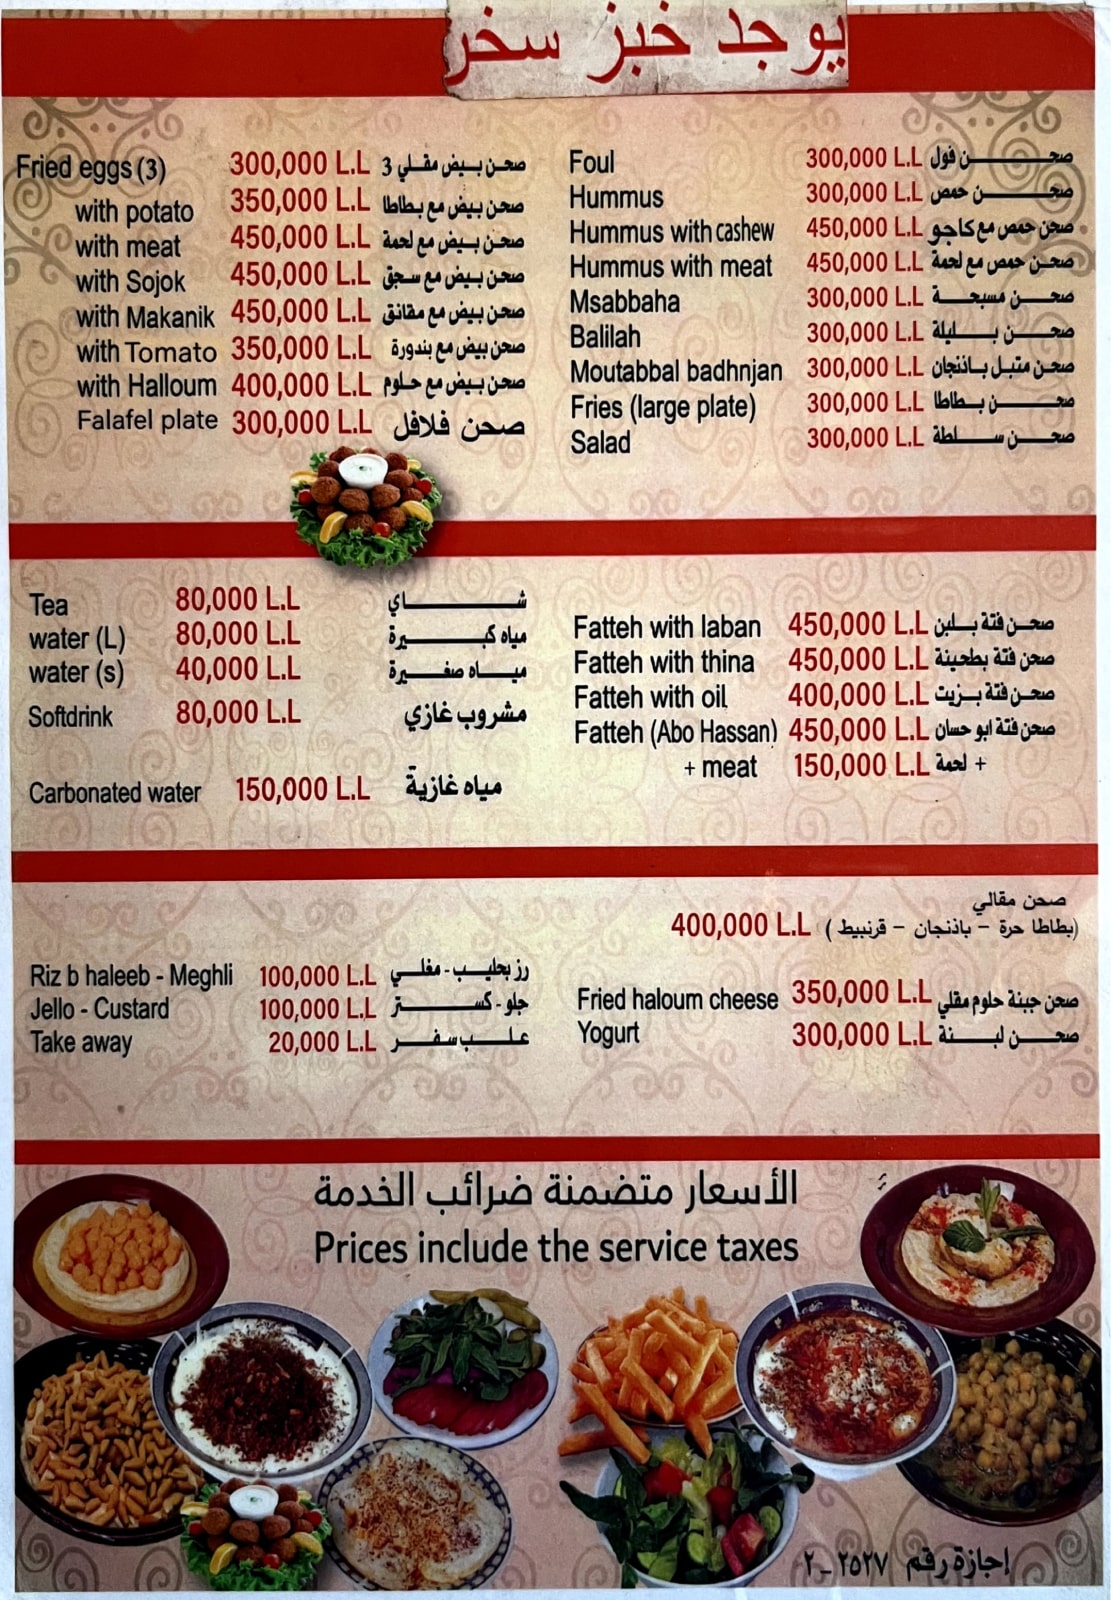 يوجد خبز سخن
Fried eggs (3) 300,000 L.L صحن بيض مقلي 3
with potato 350,000 L.L صحن بيض مع بطاطا
with meat 450,000 L.L صحن بيض مع لحمة
with Sojok 450,000 L.L صحن بيض مع سجق
with Makanik 450,000 L.L صحن بيض مع مقانق
with Tomato 350,000 L.L صحن بيض مع بندورة
with Halloum 400,000 L.L صحن بيض مع حلوم
Falafel plate 300,000 L.L صحن فلافل
Foul 300,000 L.L صحن فول
Hummus 300,000 L.L صحن حمص
Hummus with cashew 450,000 L.L صحن حمص مع كاجو
Hummus with meat 450,000 L.L صحن حمص مع لحمة
Msabbaha 300,000 L.L صحن مسبحة
Balilah 300,000 L.L صحن بليلة
Moutabbal badhnjan 300,000 L.L صحن متبل باذنجان
Fries (large plate) 300,000 L.L صحن بطاطا
Salad 300,000 L.L صحن سلطة
Tea 80,000 L.L شاي
water (L) 80,000 L.L مياه كبيرة
water (s) 40,000 L.L مياه صغيرة
Softdrink 80,000 L.L مشروب غازي
Carbonated water 150,000 L.L مياه غازية
Fatteh with laban 450,000 L.L صحن فتة بلبن
Fatteh with thina 450,000 L.L صحن فتة بطحينة
Fatteh with oil 400,000 L.L صحن فتة بزيت
Fatteh (Abo Hassan) 450,000 L.L صحن فتة ابو حسان
+ meat 150,000 L.L + لحمة
صحن مقالي
400,000 L.L (بطاطا حرة - باذنجان - قرنبيط )
Riz b haleeb - Meghli 100,000 L.L رز بحليب - مغلي
Jello - Custard 100,000 L.L جلو - كستر
Take away 20,000 L.L علب سفر
Fried haloum cheese 350,000 L.L صحن جبنة حلوم مقلي
Yogurt 300,000 L.L صحن لبنة
الأسعار متضمنة ضرائب الخدمة
Prices include the service taxes
إجازة رقم ٢٥٢٧ - ٢